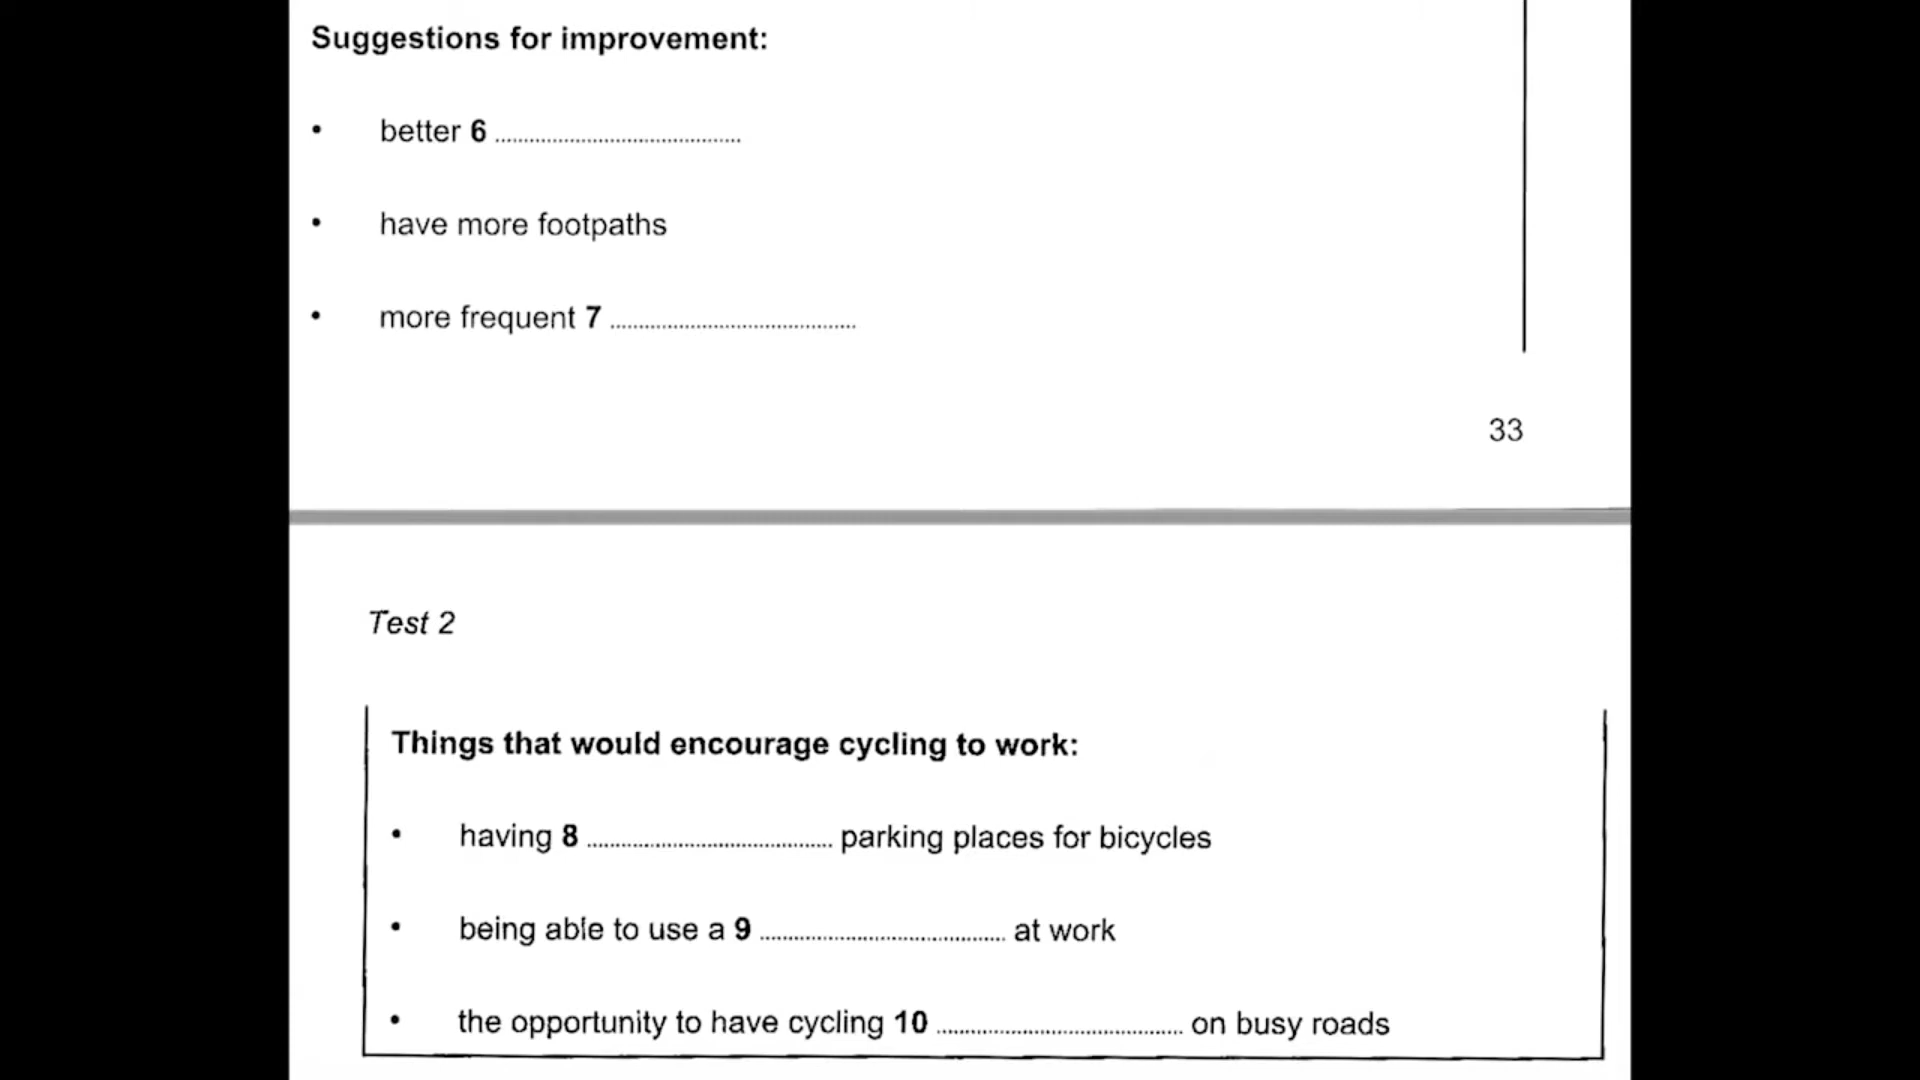 Suggestions for improvement:
• better 6 ..........................................
• have more footpaths
• more frequent 7 ..........................................
33
Test 2
Things that would encourage cycling to work:
• having 8 .......................................... parking places for bicycles
• being able to use a 9 .......................................... at work
• the opportunity to have cycling 10 .......................................... on busy roads